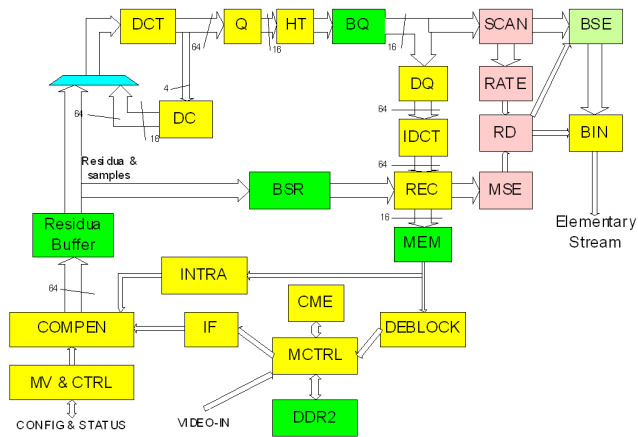 DCT
Q
HT
BQ
SCAN
BSE
64
16
16
4
DQ
RATE
64
DC
64
16
IDCT
RD
BIN
Residua &
samples
64
BSR
REC
MSE
16
Elementary
Stream
Residua
Buffer
MEM
INTRA
64
CME
COMPEN
IF
DEBLOCK
MCTRL
MV & CTRL
CONFIG & STATUS
VIDEO-IN
DDR2